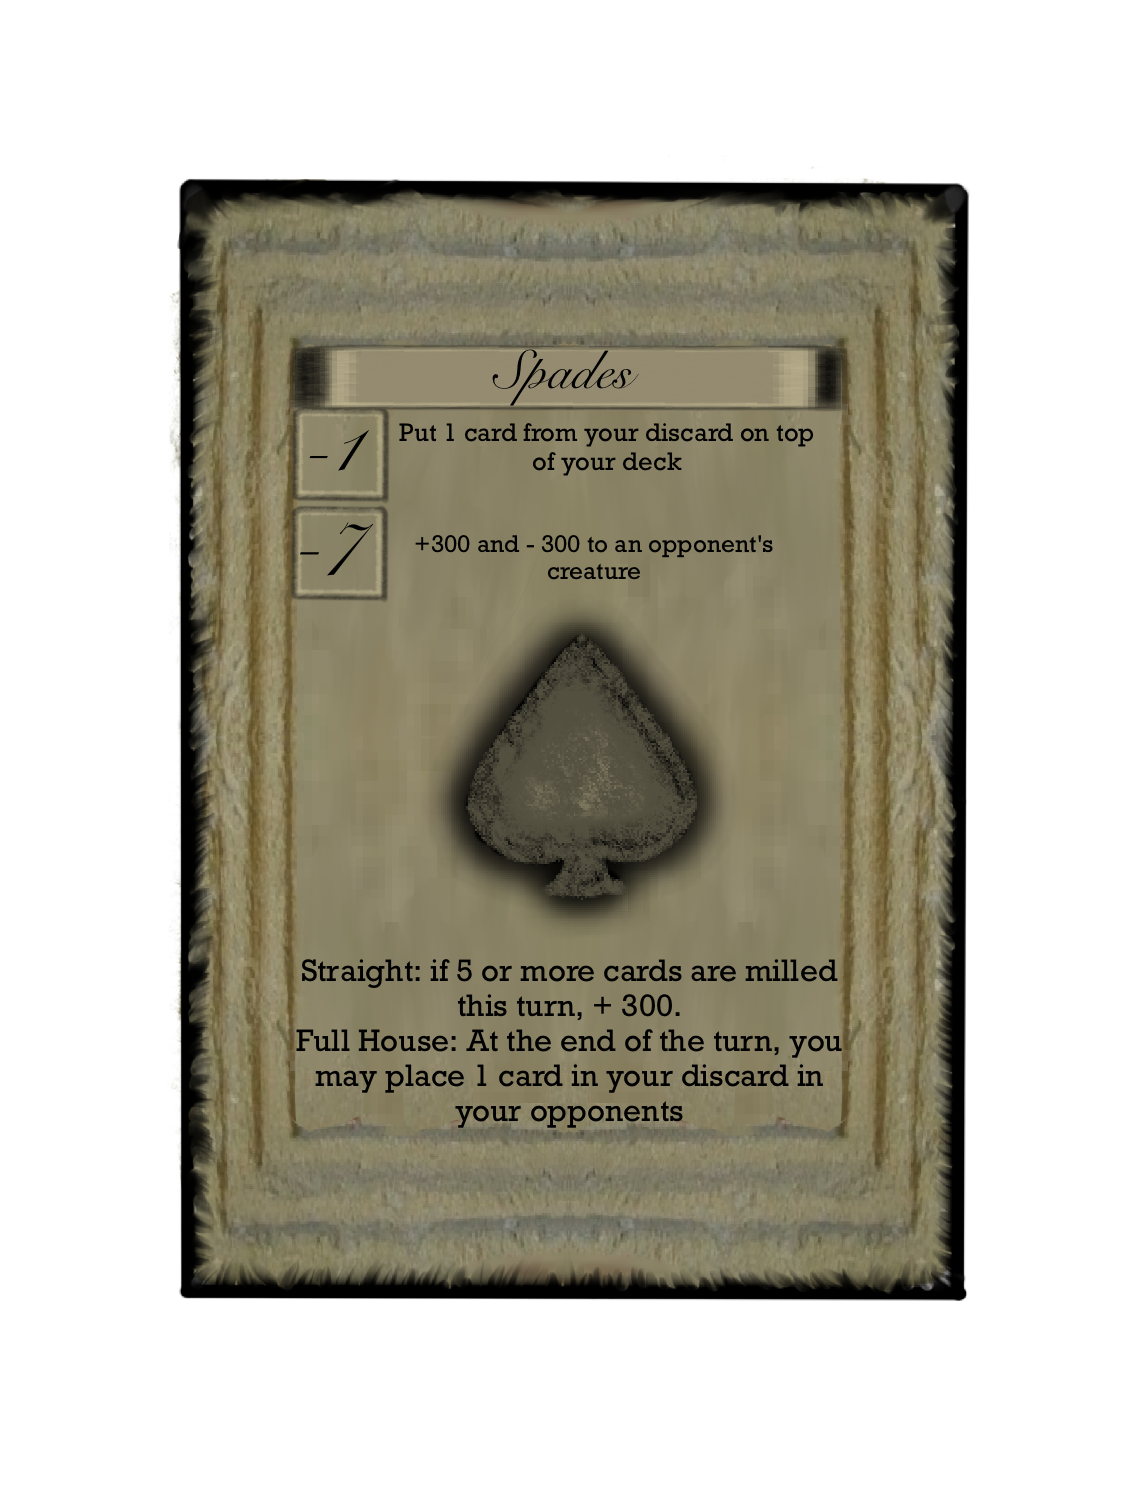 Spades
-1
Put 1 card from your discard on top
of your deck
-7
+300 and - 300 to an opponent's
creature
Straight: if 5 or more cards are milled
this turn, + 300.
Full House: At the end of the turn, you
may place 1 card in your discard in
your opponents